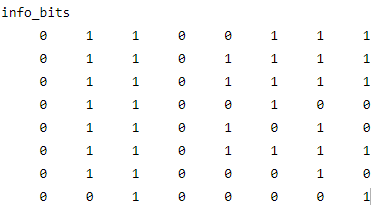 info_bits
0 1 1 0 0 1 1 1
0 1 1 0 1 1 1 1
0 1 1 0 1 1 1 1
0 1 1 0 0 1 0 0
0 1 1 0 1 0 1 0
0 1 1 0 1 1 1 1
0 1 1 0 0 0 1 0
0 0 1 0 0 0 0 1